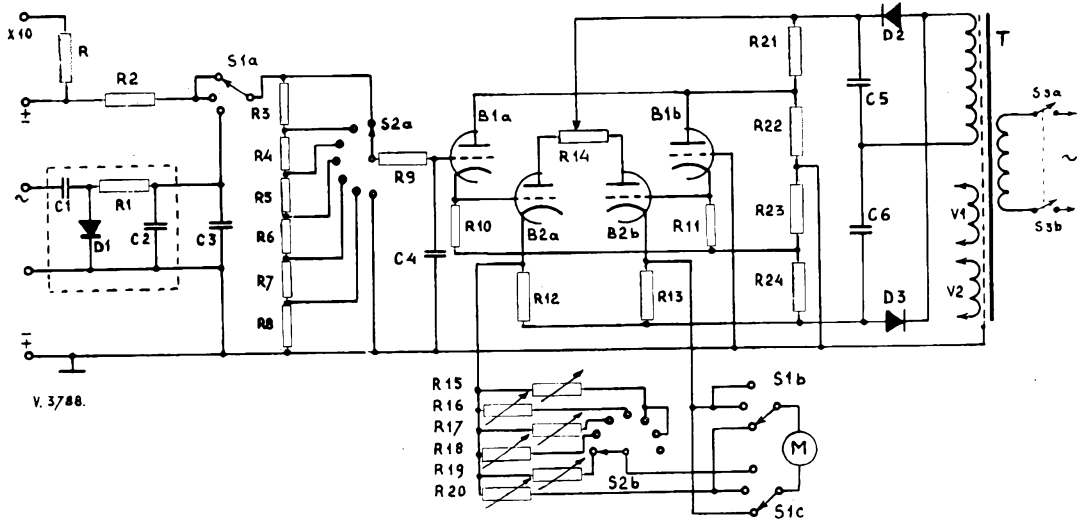 X10
R
R2
S1a
R3
R4
R5
R6
R7
R8
S2a
R9
C1
R1
D1
C2
C3
C4
B1a
B1b
R14
B2a
B2b
R10
R11
R12
R13
R21
R22
R23
R24
C5
C6
D2
D3
T
V1
V2
S3a
S3b
~
~
±
±
V. 3788.
R15
R16
R17
R18
R19
R20
S2b
S1b
S1c
M